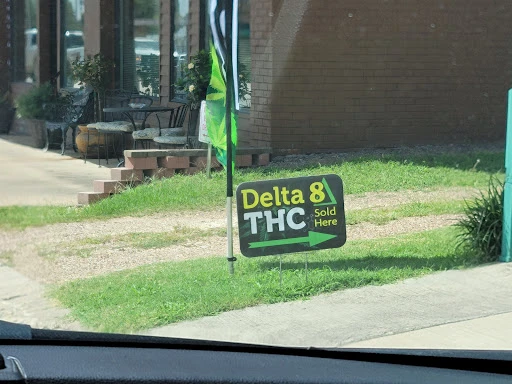 Delta 8
THC
Sold
Here